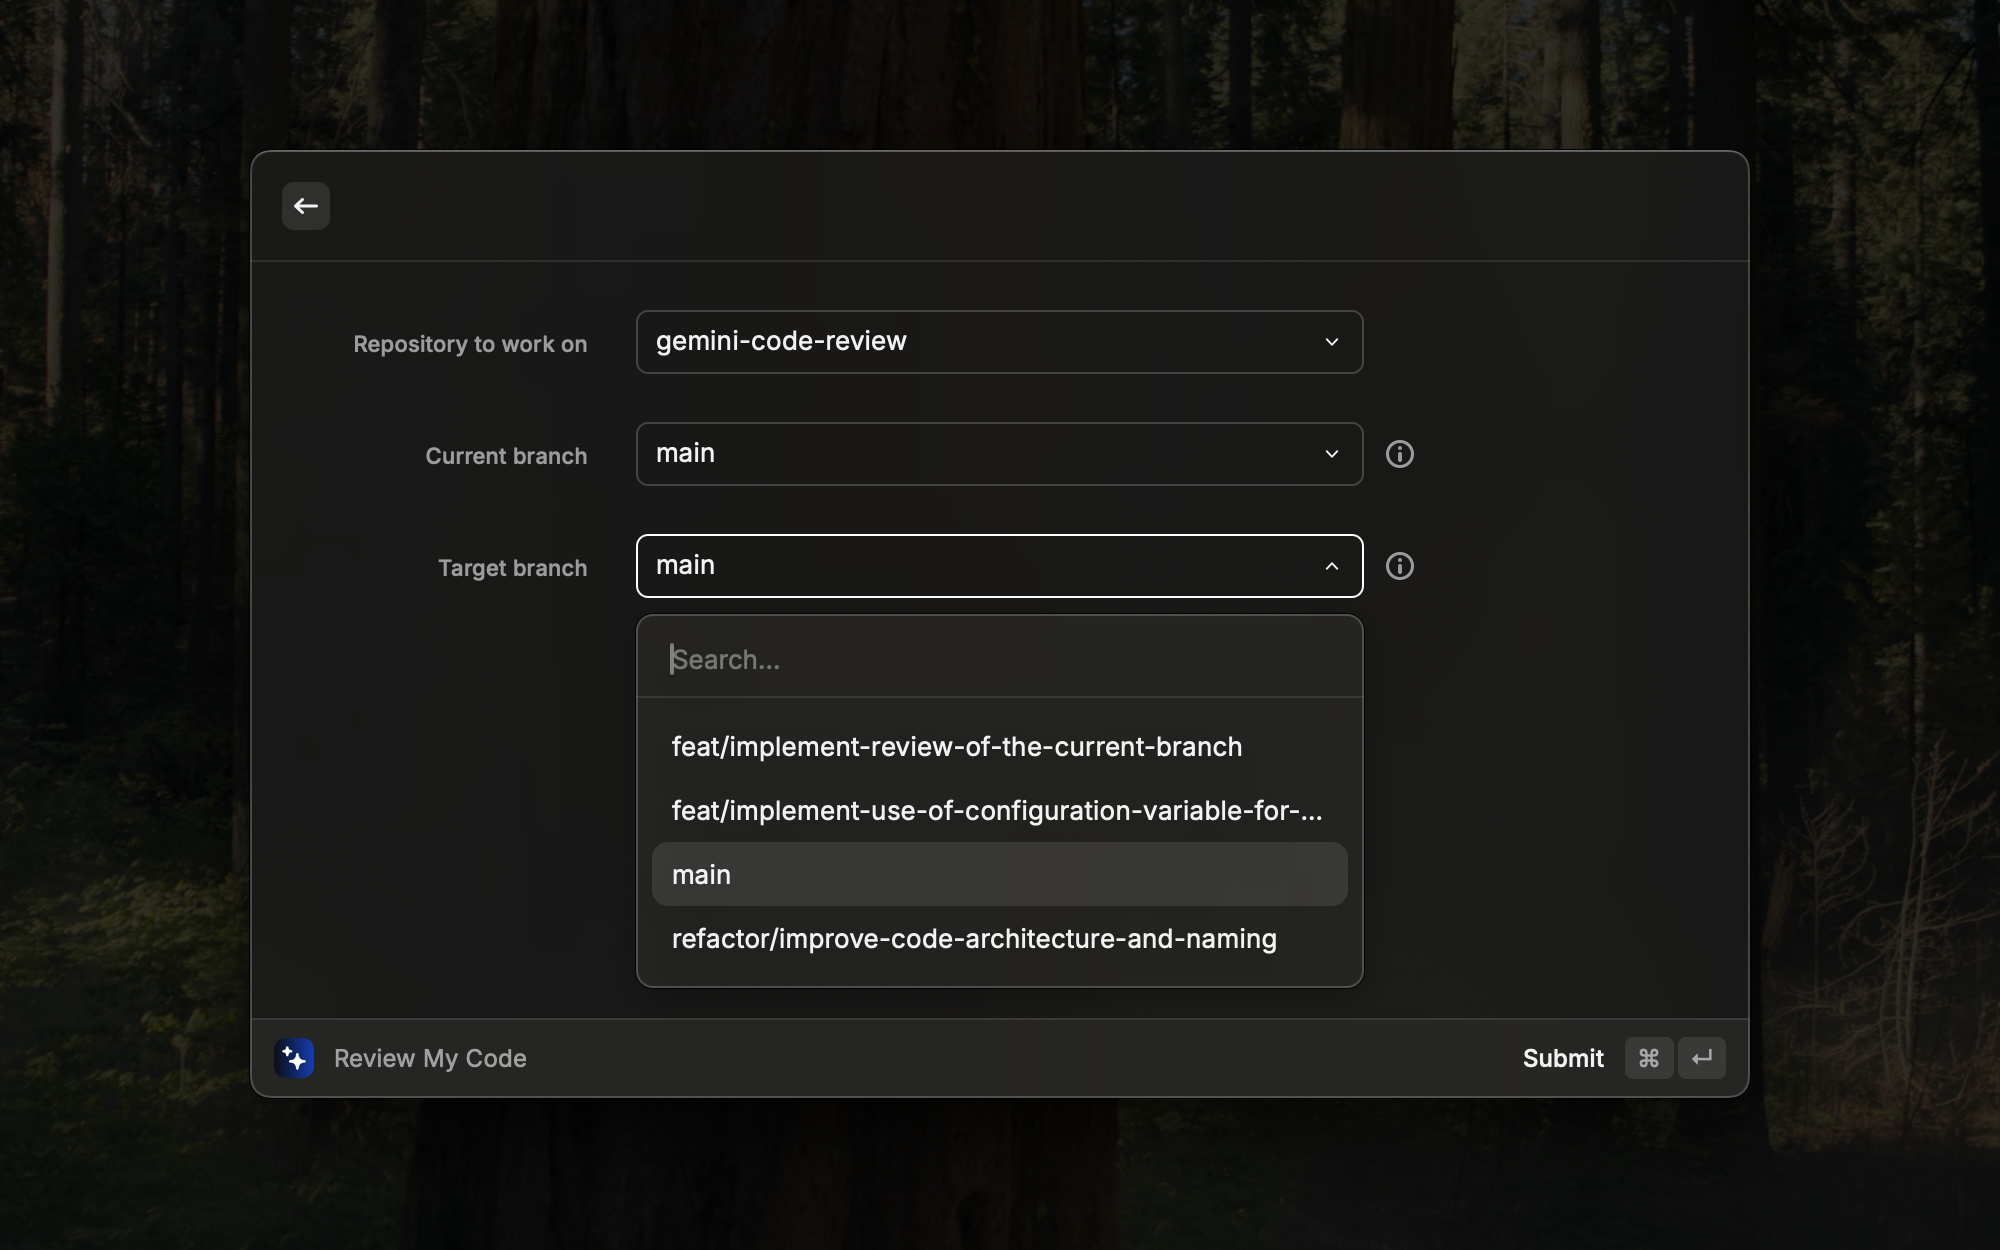 Repository to work on
gemini-code-review
Current branch
main
Target branch
main
Search...
feat/implement-review-of-the-current-branch
feat/implement-use-of-configuration-variable-for-...
main
refactor/improve-code-architecture-and-naming
Review My Code
Submit ⌘ ↵